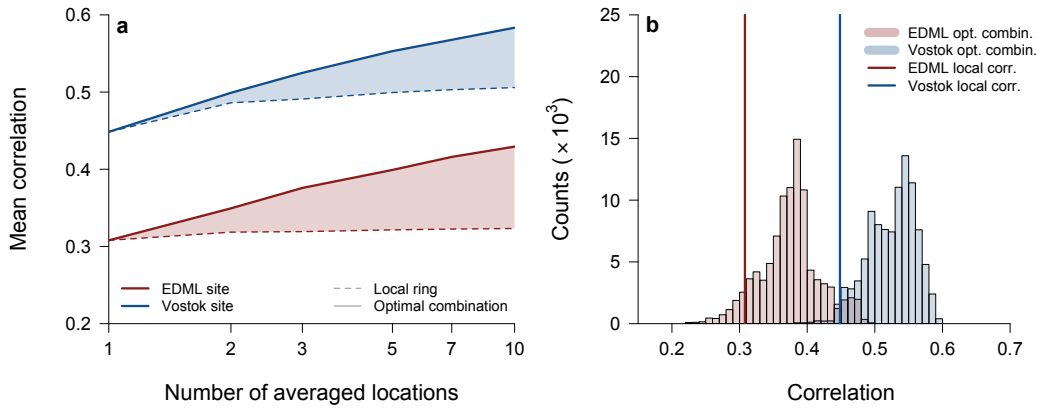 a
Mean correlation
0.6
0.5
0.4
0.3
0.2
EDML site
Vostok site
Local ring
Optimal combination
1
2
3
5
7
10
Number of averaged locations
b
Counts (×10³)
25
20
15
10
5
0
EDML opt. combin.
Vostok opt. combin.
EDML local corr.
Vostok local corr.
0.2
0.3
0.4
0.5
0.6
0.7
Correlation